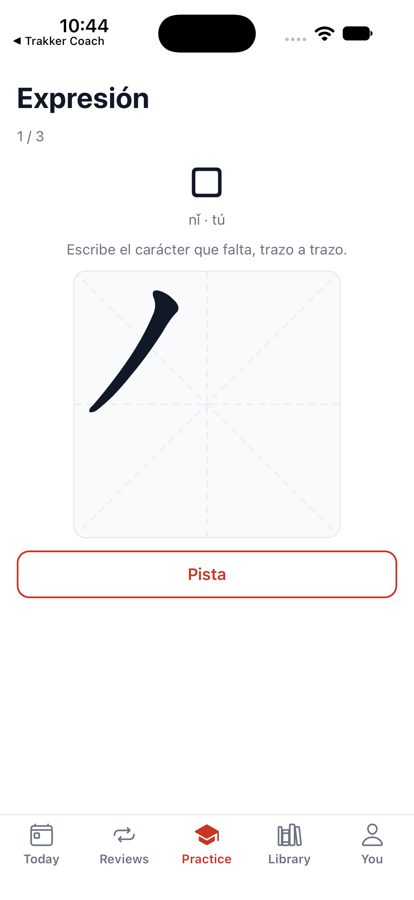 10:44
◀ Trakker Coach
Expresión
1 / 3
□
nǐ · tú
Escribe el carácter que falta, trazo a trazo.
Pista
Today
Reviews
Practice
Library
You